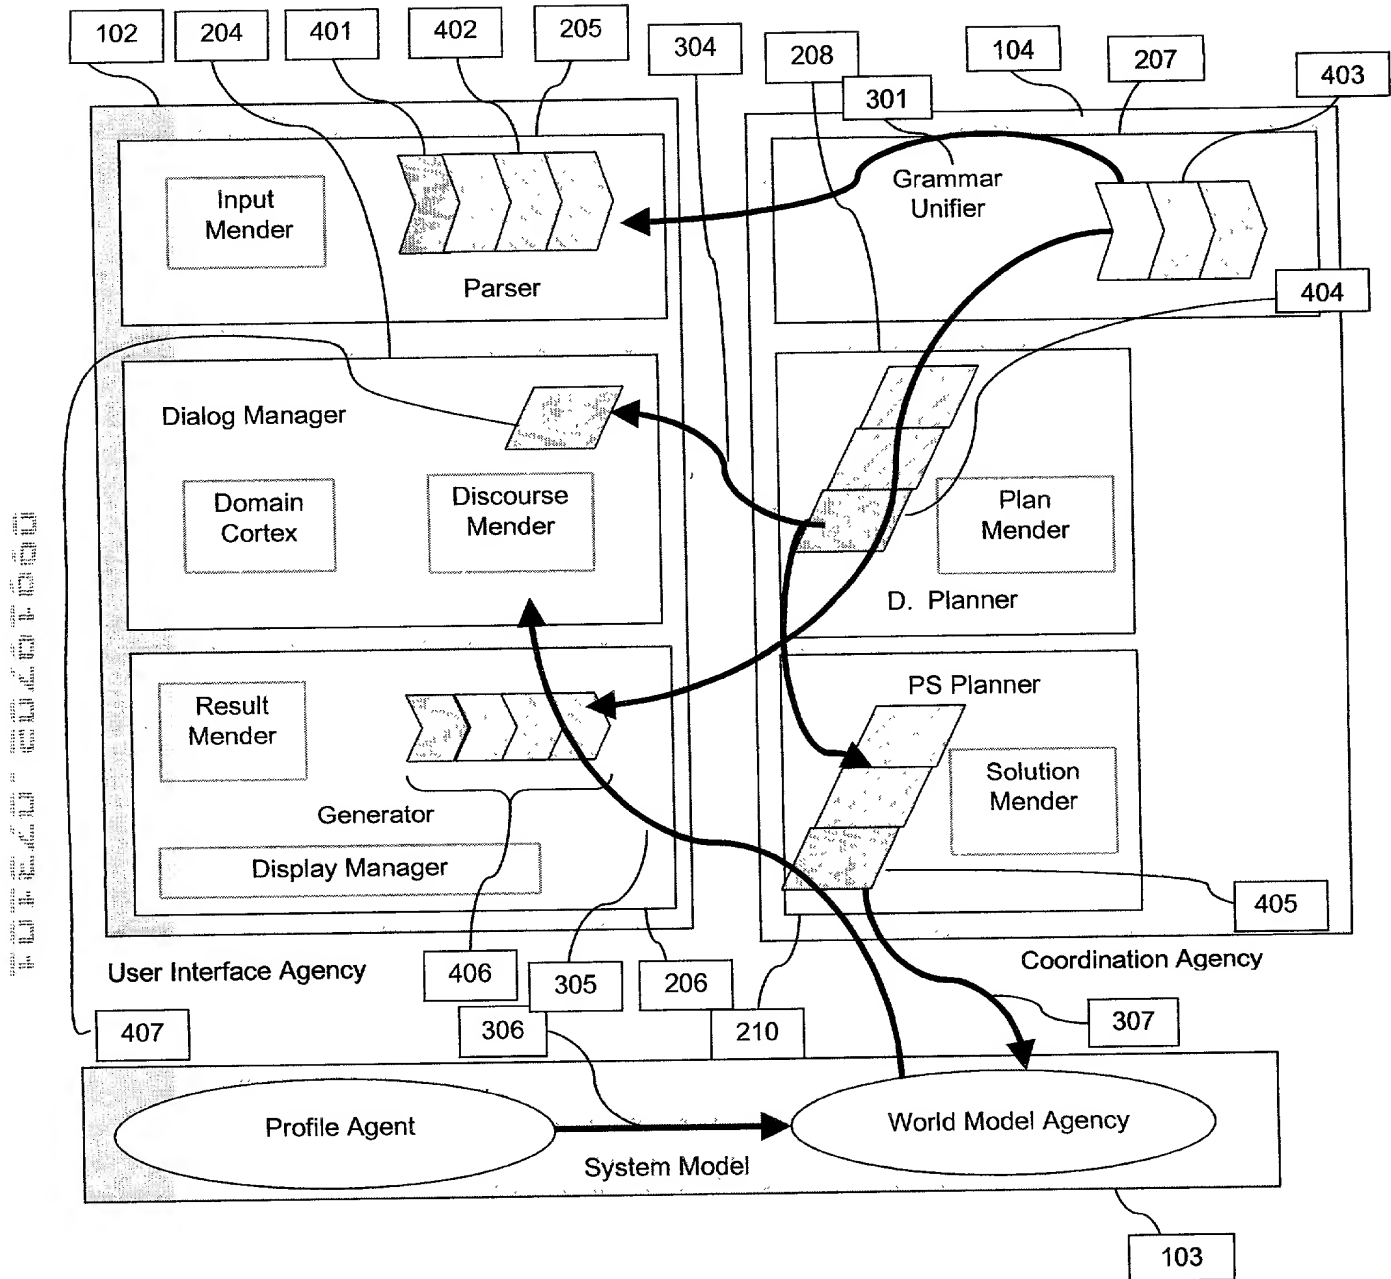 102
204
401
402
205
304
208
301
104
207
403
Input
Mender
Parser
Grammar
Unifier
404
Dialog Manager
Domain
Cortex
Discourse
Mender
Plan
Mender
D. Planner
Result
Mender
Generator
Display Manager
PS Planner
Solution
Mender
405
User Interface Agency
406
305
206
Coordination Agency
407
306
210
307
Profile Agent
World Model Agency
System Model
103